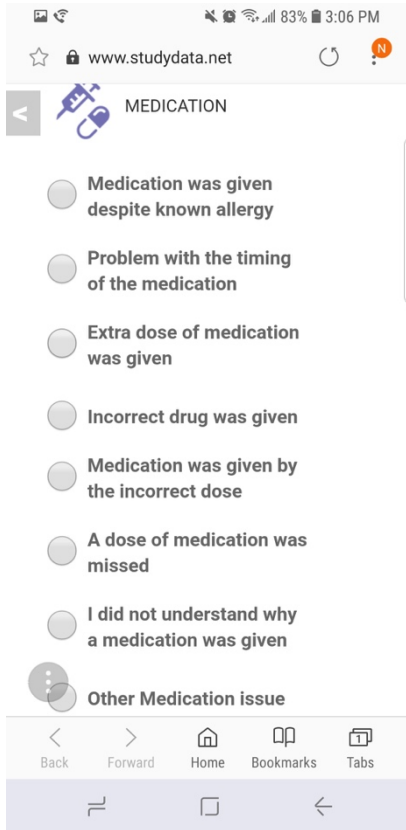 83% 3:06 PM
www.studydata.net
N
<
MEDICATION
Medication was given
despite known allergy
Problem with the timing
of the medication
Extra dose of medication
was given
Incorrect drug was given
Medication was given by
the incorrect dose
A dose of medication was
missed
I did not understand why
a medication was given
Other Medication issue
1
Back Forward Home Bookmarks Tabs